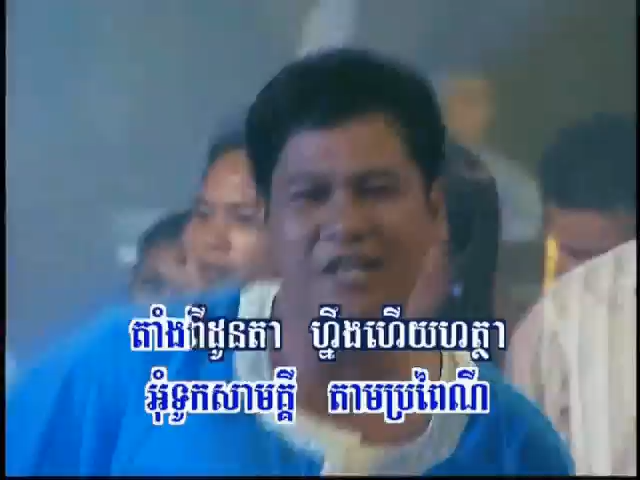 តាំងពីដូនតា ហ្នឹងហើយហត្ថា
អុំទូកសាមគ្គី តាមប្រពៃណី